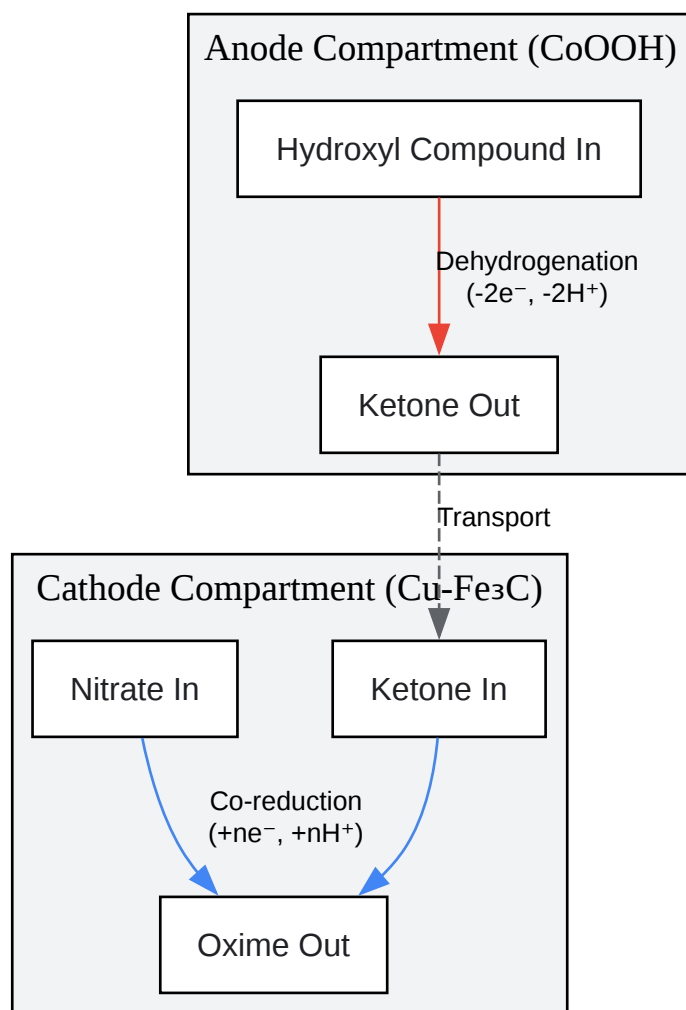 Anode Compartment (CoOOH)
Hydroxyl Compound In
Dehydrogenation
(-2e⁻, -2H⁺)
Ketone Out
Transport
Cathode Compartment (Cu-Fe₃C)
Nitrate In
Ketone In
Co-reduction
(+ne⁻, +nH⁺)
Oxime Out